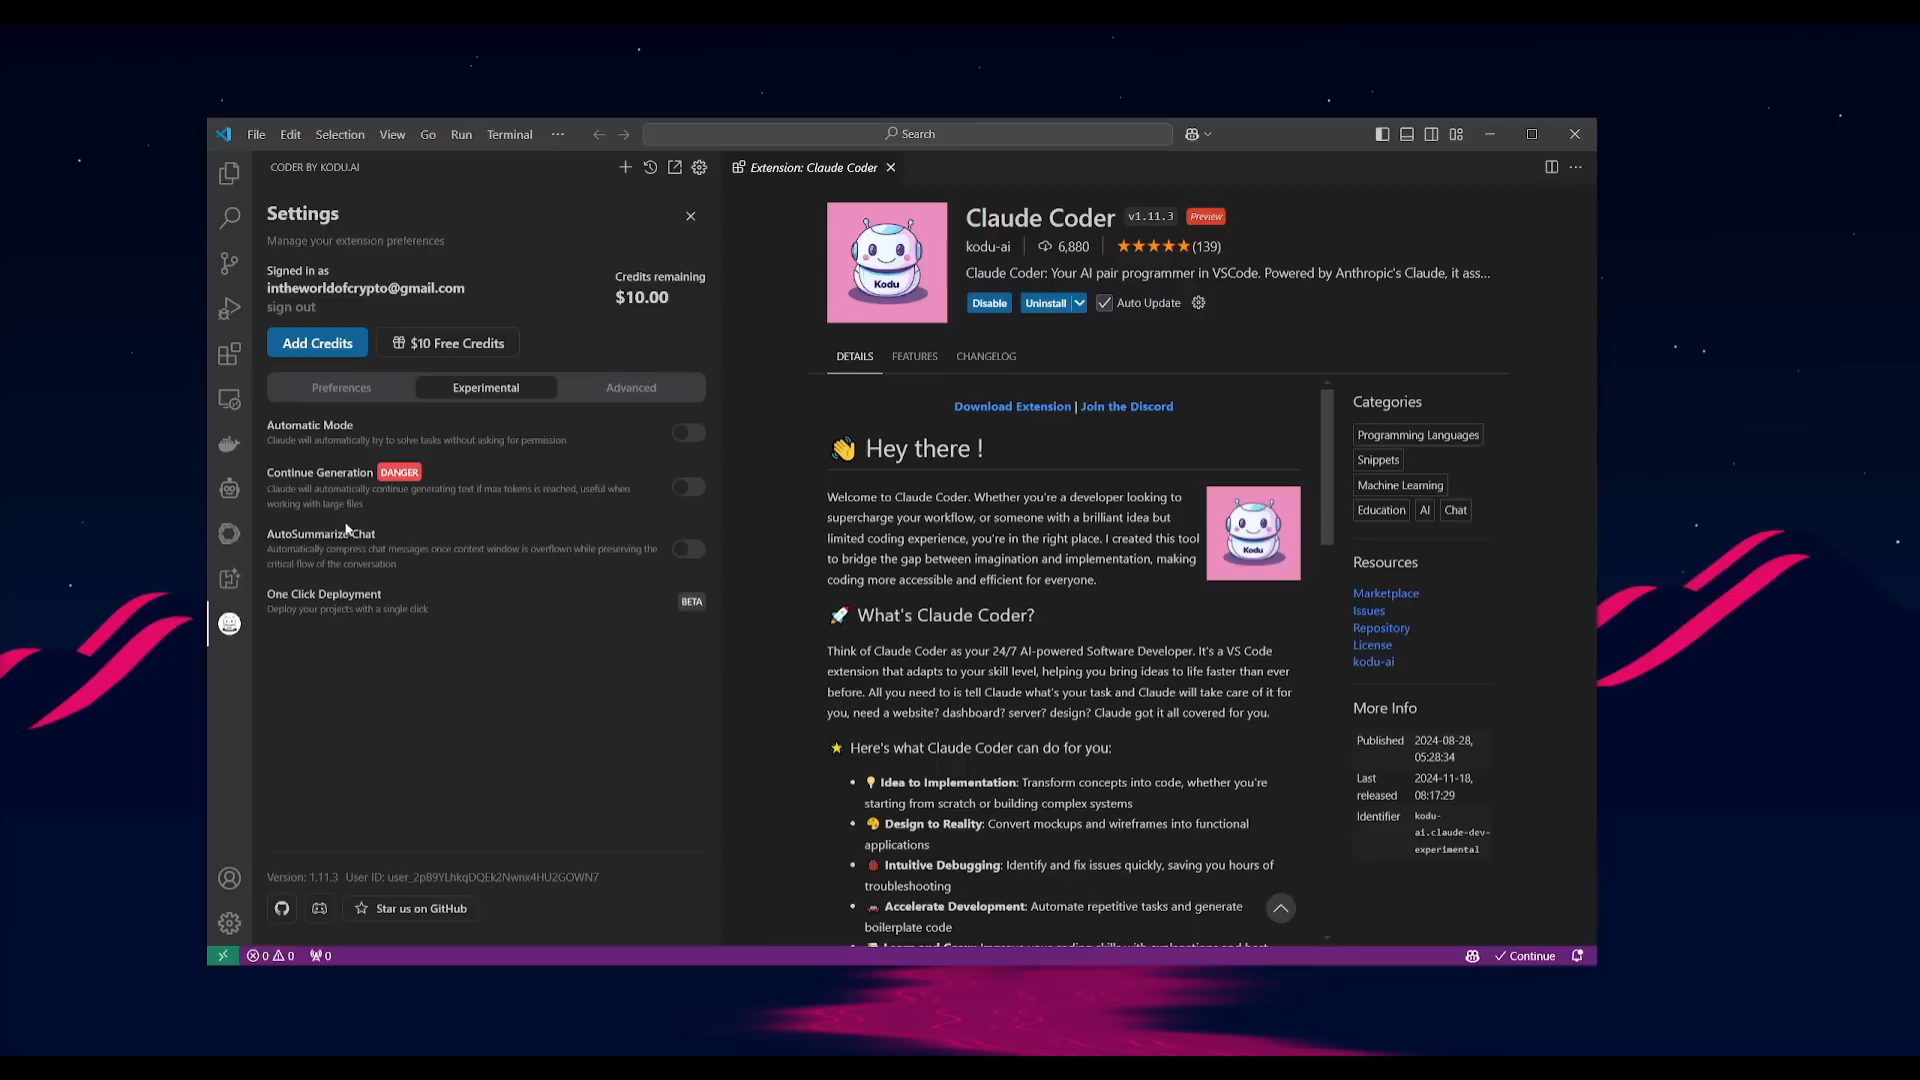 File Edit Selection View Go Run Terminal ···
Search
CODER BY KODU.AI
Extension: Claude Coder
Settings
Manage your extension preferences
Signed in as
intheworldofcrypto@gmail.com
sign out
Credits remaining
$10.00
Add Credits
$10 Free Credits
Preferences Experimental Advanced
Automatic Mode
Claude will automatically try to solve tasks without asking for permission
Continue Generation DANGER
Claude will automatically continue generating text if max tokens is reached, useful when
working with large files
AutoSummarize Chat
Automatically compress chat messages once context window is overflown while preserving the
critical flow of the conversation
One Click Deployment
BETA
Deploy your projects with a single click
Version: 1.11.3 User ID: user_2pB9YLhkqDQEk2Nwnx4HU2GOWN7
Star us on GitHub
Kodu
Claude Coder v1.11.3 Preview
kodu-ai 6,880 (139)
Claude Coder: Your AI pair programmer in VSCode. Powered by Anthropic's Claude, it ass...
Disable Uninstall Auto Update
DETAILS FEATURES CHANGELOG
Download Extension | Join the Discord
👋 Hey there !
Welcome to Claude Coder. Whether you're a developer looking to
supercharge your workflow, or someone with a brilliant idea but
limited coding experience, you're in the right place. I created this tool
to bridge the gap between imagination and implementation, making
coding more accessible and efficient for everyone.
Kodu
🚀 What's Claude Coder?
Think of Claude Coder as your 24/7 AI-powered Software Developer. It's a VS Code
extension that adapts to your skill level, helping you bring ideas to life faster than ever
before. All you need to is tell Claude what's your task and Claude will take care of it for
you, need a website? dashboard? server? design? Claude got it all covered for you.
⭐ Here's what Claude Coder can do for you:
• 💡 Idea to Implementation: Transform concepts into code, whether you're
starting from scratch or building complex systems
• 🎨 Design to Reality: Convert mockups and wireframes into functional
applications
• 🐞 Intuitive Debugging: Identify and fix issues quickly, saving you hours of
troubleshooting
• 🚗 Accelerate Development: Automate repetitive tasks and generate
boilerplate code
Categories
Programming Languages
Snippets
Machine Learning
Education AI Chat
Resources
Marketplace
Issues
Repository
License
kodu-ai
More Info
Published 2024-08-28,
05:28:34
Last 2024-11-18,
released 08:17:29
Identifier kodu-
ai.claude-dev-
experimental
0 0 0
Continue